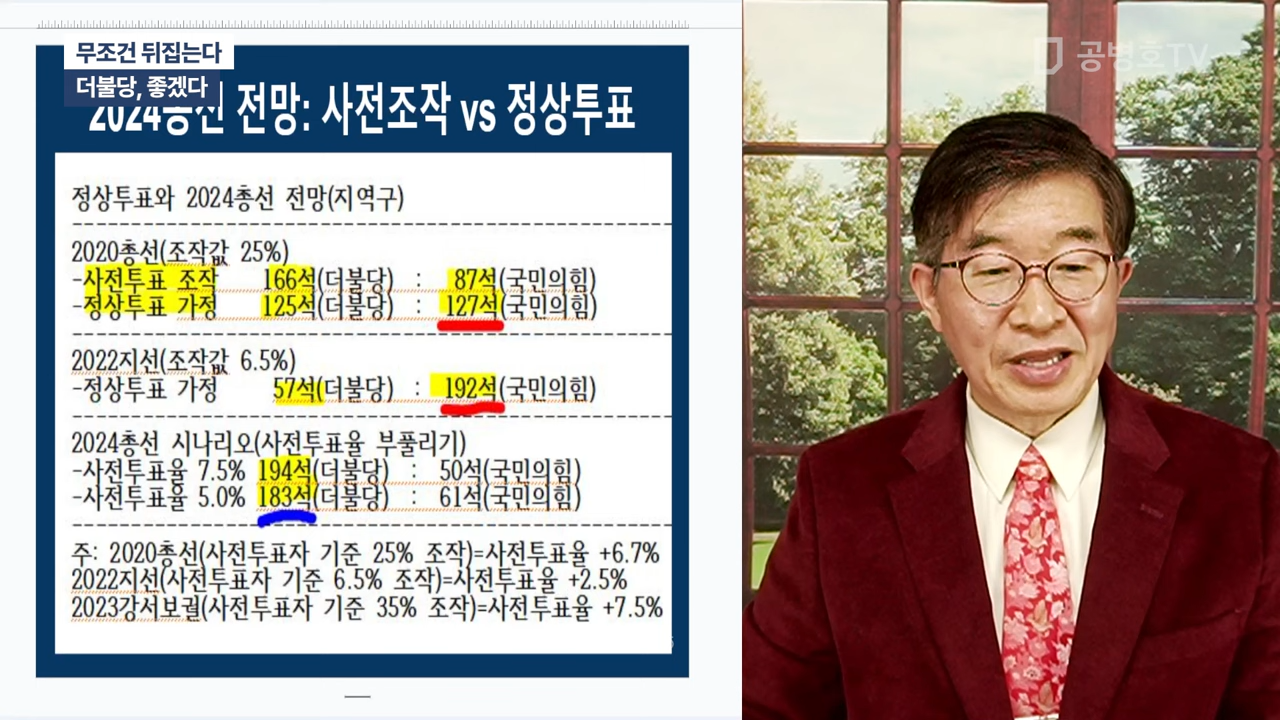 무조건 뒤집는다
더불당, 좋겠다
2024총선 전망: 사전조작 vs 정상투표
공병호TV
정상투표와 2024총선 전망(지역구)
2020총선(조작값 25%)
-사전투표 조작 166석(더불당) : 87석(국민의힘)
-정상투표 가정 125석(더불당) : 127석(국민의힘)
2022지선(조작값 6.5%)
-정상투표 가정 57석(더불당) : 192석(국민의힘)
2024총선 시나리오(사전투표율 부풀리기)
-사전투표율 7.5% 194석(더불당) : 50석(국민의힘)
-사전투표율 5.0% 183석(더불당) : 61석(국민의힘)
주: 2020총선(사전투표자 기준 25% 조작)=사전투표율 +6.7%
2022지선(사전투표자 기준 6.5% 조작)=사전투표율 +2.5%
2023강서보궐(사전투표자 기준 35% 조작)=사전투표율 +7.5%